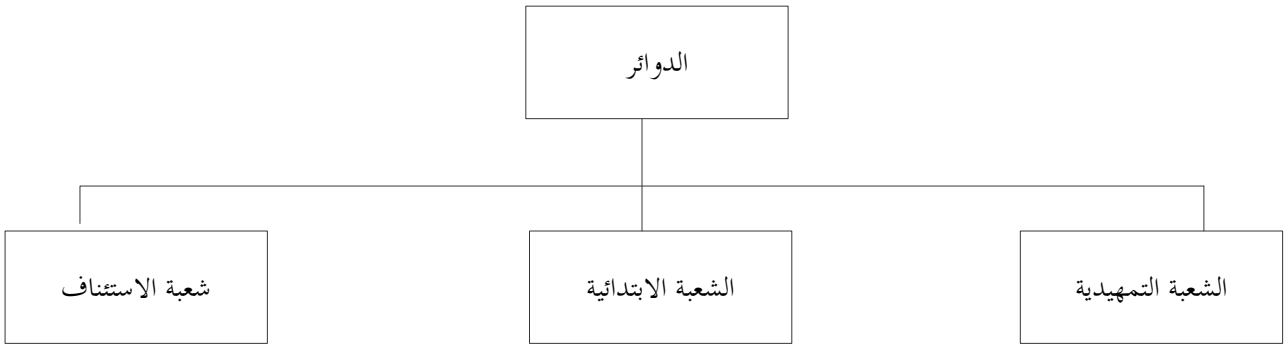 الدوائر
الشعبة التمهيدية
الشعبة الابتدائية
شعبة الاستئناف